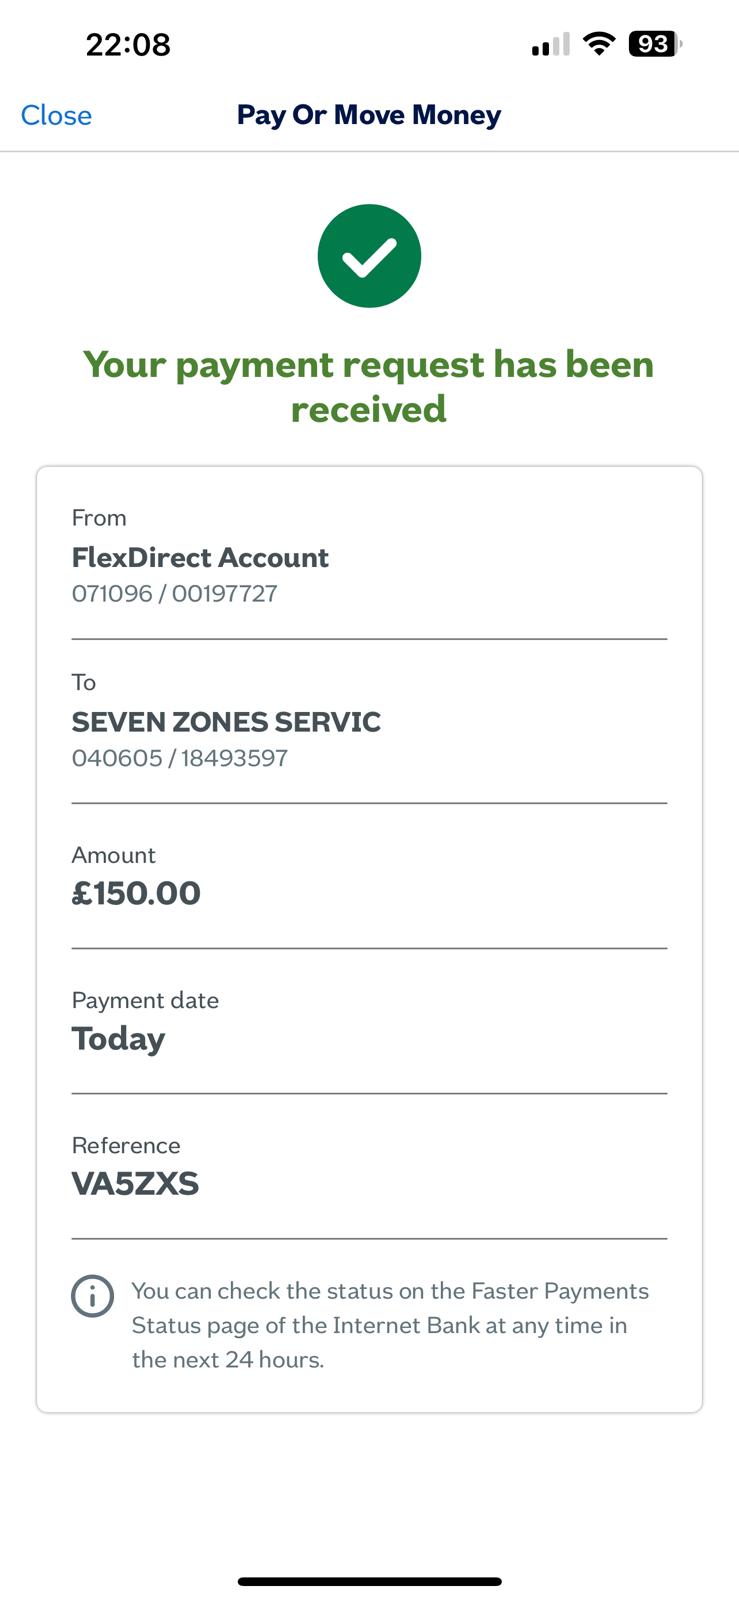 22:08
93
Close
Pay Or Move Money
Your payment request has been
received
From
FlexDirect Account
071096 / 00197727
To
SEVEN ZONES SERVIC
040605 / 18493597
Amount
£150.00
Payment date
Today
Reference
VA5ZXS
You can check the status on the Faster Payments
Status page of the Internet Bank at any time in
the next 24 hours.